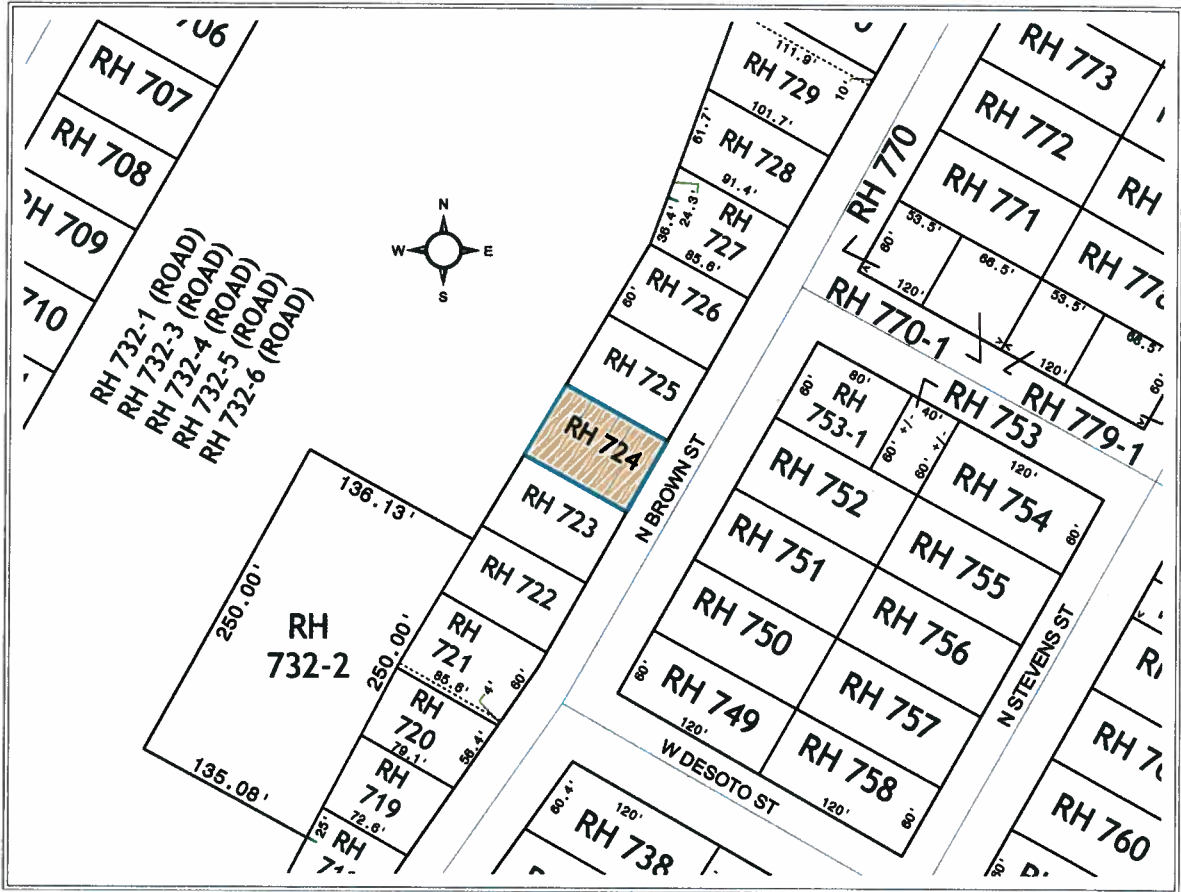 RH 707
RH 708
RH 709
710
RH 732-1 (ROAD)
RH 732-3 (ROAD)
RH 732-4 (ROAD)
RH 732-5 (ROAD)
RH 732-6 (ROAD)
N
W
E
S
111.9'
10'
RH 729
101.7'
61.7'
RH 728
91.4'
RH
727
24.3'
36.4'
85.6'
60'
RH 726
RH 725
RH 724
RH 723
RH 722
RH
721
85.6'
4'
60'
RH
720
79.1'
56.4'
RH
719
72.6'
25'
RH
136.13'
250.00'
RH
732-2
250.00'
135.08'
N BROWN ST
RH 770
RH 773
RH 772
RH 771
RH
53.5'
60'
66.5'
120'
53.5'
66.5'
120'
60'
RH 770-1
RH 779-1
RH 753
80'
60'
RH
753-1
40'
60' +/-
60' +/-
RH 752
RH 754
120'
60'
RH 751
RH 755
RH 750
RH 756
60'
RH 749
120'
RH 757
RH 758
120'
60'
N STEVENS ST
W DESOTO ST
60.4'
120'
RH 738
RH 760